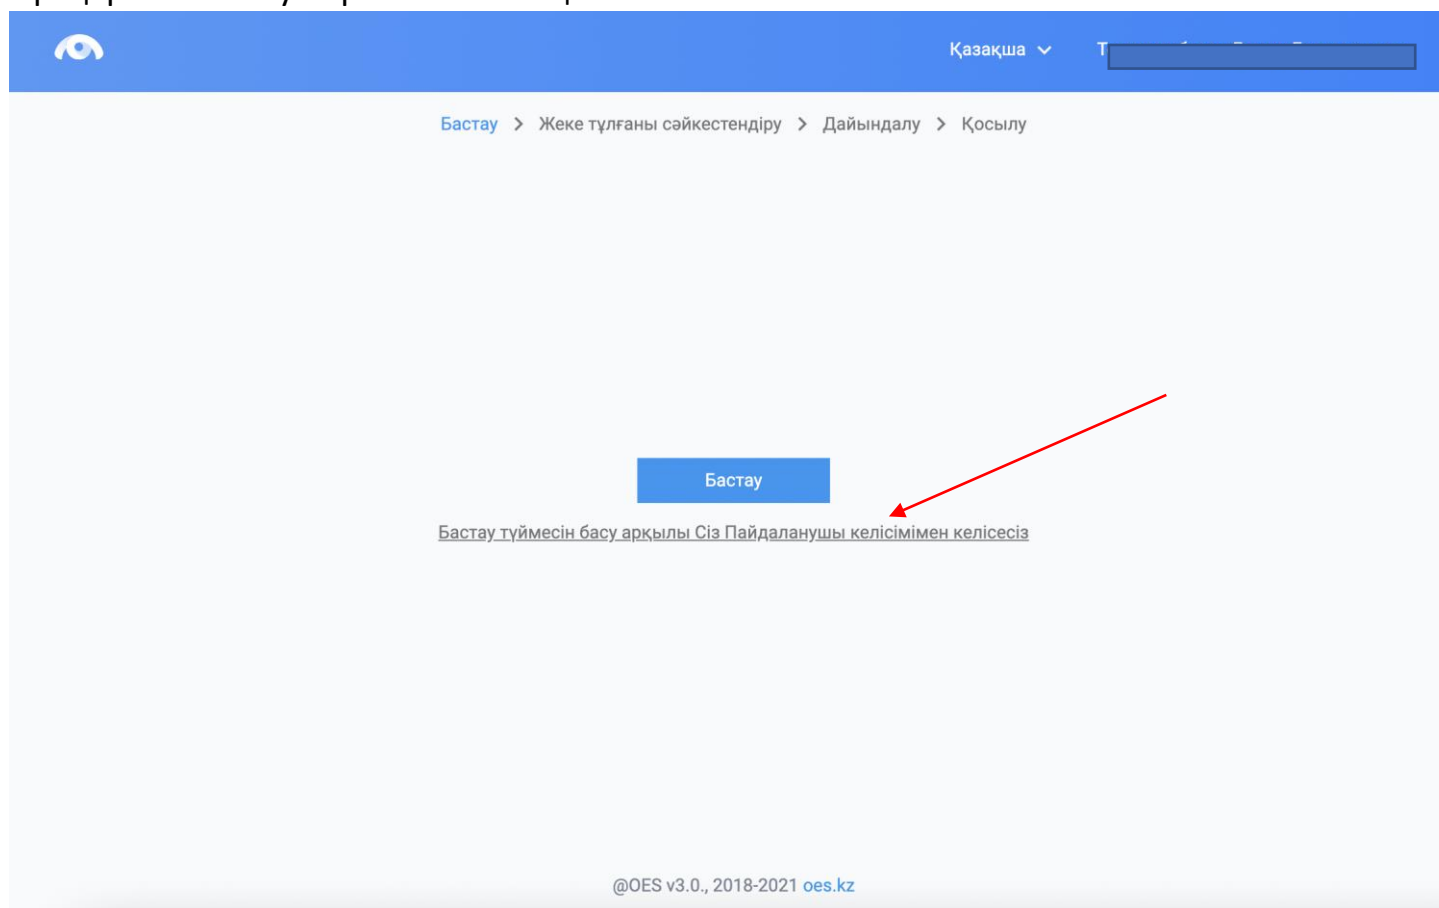 Қазақша
Бастау > Жеке тұлғаны сәйкестендіру > Дайындалу > Қосылу
Бастау
Бастау түймесін басу арқылы Сіз Пайдаланушы келісімімен келісесіз
@OES v3.0., 2018-2021 oes.kz